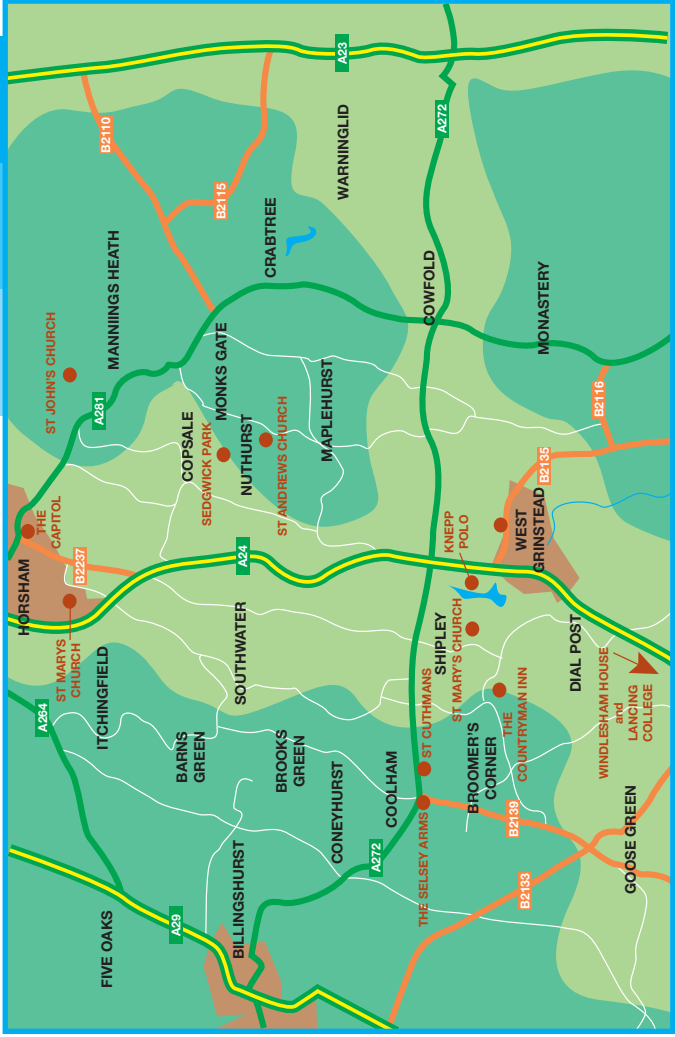 FIVE OAKS
A264
ITCHINGFIELD
HORSHAM
ST MARYS
CHURCH
THE
CAPITOL
B2237
ST JOHN'S CHURCH
A281
MANNIINGS HEATH
B2110
A29
BARNS
GREEN
COPSALE
SEDGWICK PARK
MONKS GATE
B2115
BILLINGSHURST
SOUTHWATER
A24
NUTHURST
ST ANDREWS CHURCH
CRABTREE
BROOKS
GREEN
MAPLEHURST
CONEYHURST
WARNINGLID
A23
A272
COOLHAM
THE SELSEY ARMS
ST CUTHMANS
SHIPLEY
ST MARY'S CHURCH
KNEPP
POLO
COWFOLD
A272
BROOMER'S
CORNER
THE
COUNTRYMAN INN
B2139
B2133
WEST
GRINSTEAD
B2135
MONASTERY
DIAL POST
B2116
WINDLESHAM HOUSE
and
LANCING
COLLEGE
GOOSE GREEN